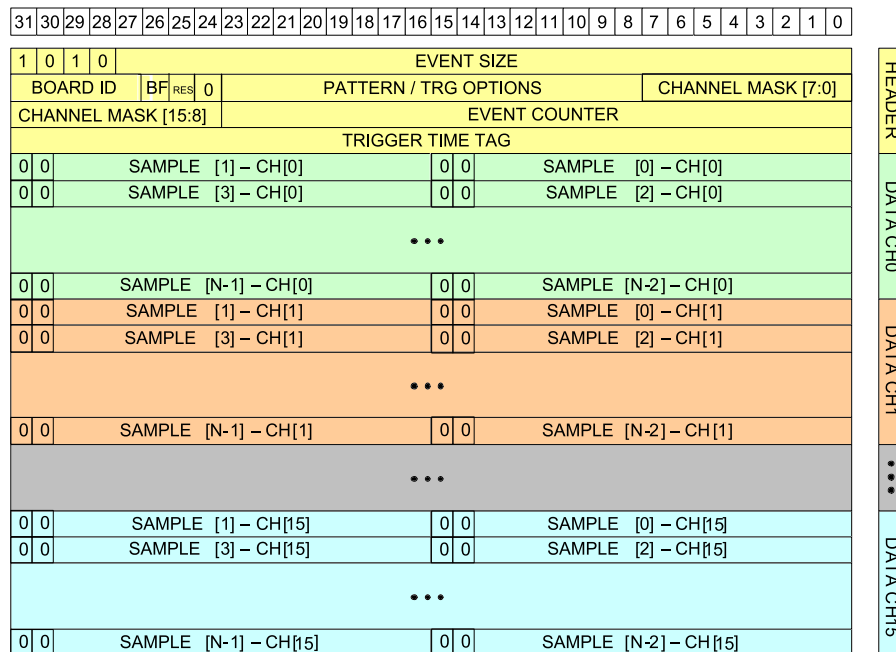 31 30 29 28 27 26 25 24 23 22 21 20 19 18 17 16 15 14 13 12 11 10 9 8 7 6 5 4 3 2 1 0
1 0 1 0 EVENT SIZE
BOARD ID BF RES 0 PATTERN / TRG OPTIONS CHANNEL MASK [7:0]
CHANNEL MASK [15:8] EVENT COUNTER
TRIGGER TIME TAG
HEADER
0 0 SAMPLE [1] – CH[0] 0 0 SAMPLE [0] – CH[0]
0 0 SAMPLE [3] – CH[0] 0 0 SAMPLE [2] – CH[0]
•••
0 0 SAMPLE [N-1] – CH[0] 0 0 SAMPLE [N-2] – CH[0]
DATA CH0
0 0 SAMPLE [1] – CH[1] 0 0 SAMPLE [0] – CH[1]
0 0 SAMPLE [3] – CH[1] 0 0 SAMPLE [2] – CH[1]
•••
0 0 SAMPLE [N-1] – CH[1] 0 0 SAMPLE [N-2] – CH[1]
DATA CH1
•••
•••
0 0 SAMPLE [1] – CH[15] 0 0 SAMPLE [0] – CH[15]
0 0 SAMPLE [3] – CH[15] 0 0 SAMPLE [2] – CH[15]
•••
0 0 SAMPLE [N-1] – CH[15] 0 0 SAMPLE [N-2] – CH[15]
DATA CH15